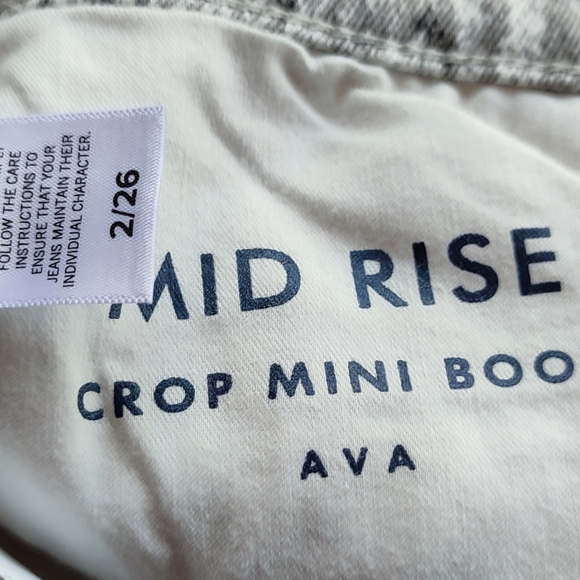 FOLLOW THE CARE
INSTRUCTIONS TO
ENSURE THAT YOUR
JEANS MAINTAIN THEIR
INDIVIDUAL CHARACTER.
2/26
MID RISE
CROP MINI BOO
AVA